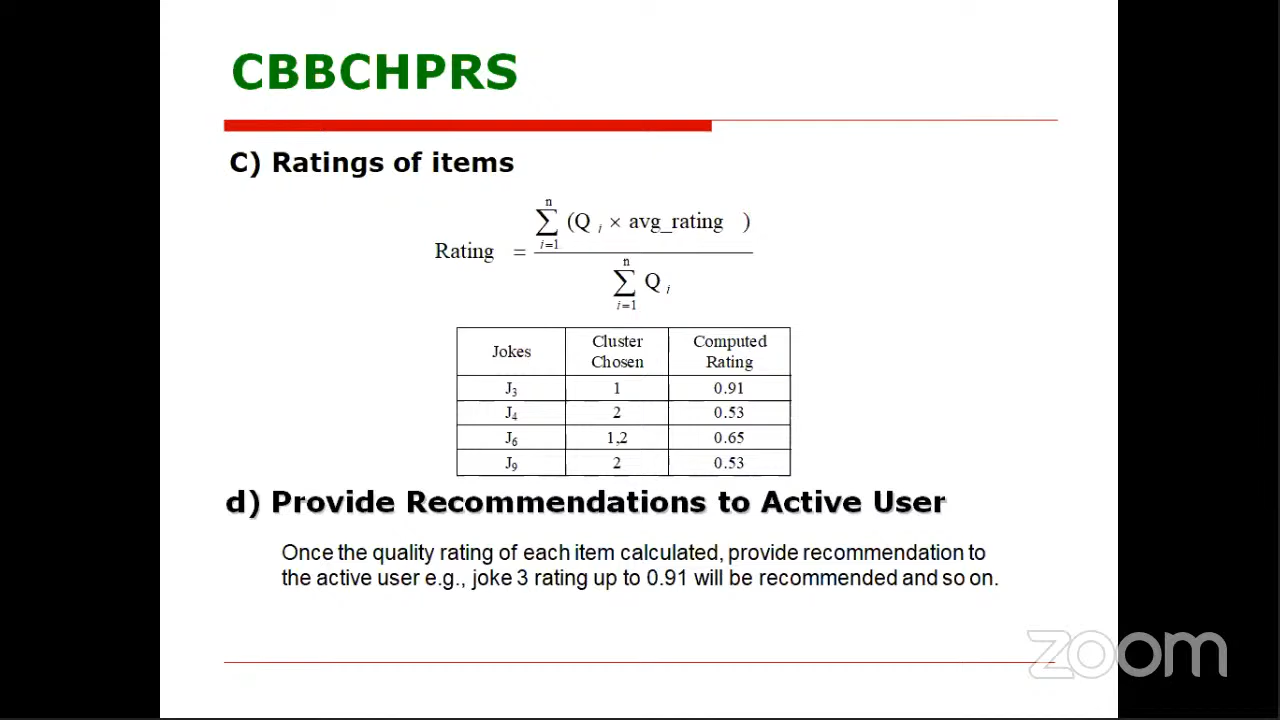 CBBCHPRS
C) Ratings of items
Rating = n ∑ i=1 (Q i × avg_rating )
n ∑ i=1 Q i
Jokes Cluster Chosen Computed Rating
J3 1 0.91
J4 2 0.53
J6 1,2 0.65
J9 2 0.53
d) Provide Recommendations to Active User
Once the quality rating of each item calculated, provide recommendation to
the active user e.g., joke 3 rating up to 0.91 will be recommended and so on.
zoom